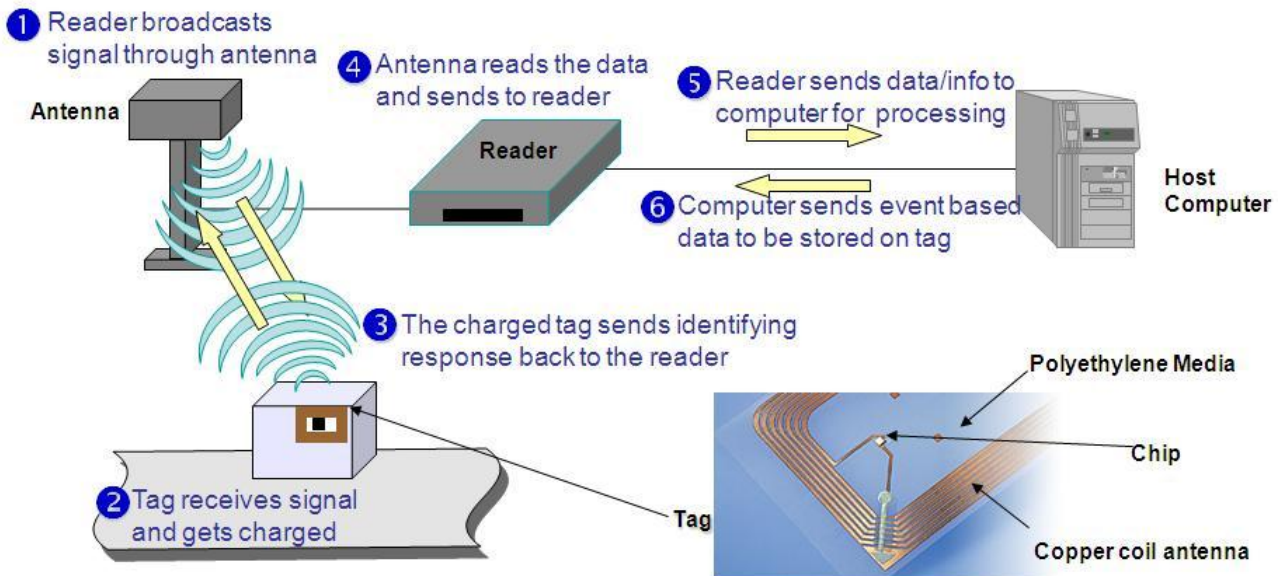 1 Reader broadcasts
signal through antenna
Antenna
4 Antenna reads the data
and sends to reader
Reader
5 Reader sends data/info to
computer for processing
6 Computer sends event based
data to be stored on tag
Host
Computer
3 The charged tag sends identifying
response back to the reader
2 Tag receives signal
and gets charged
Tag
Polyethylene Media
Chip
Copper coil antenna